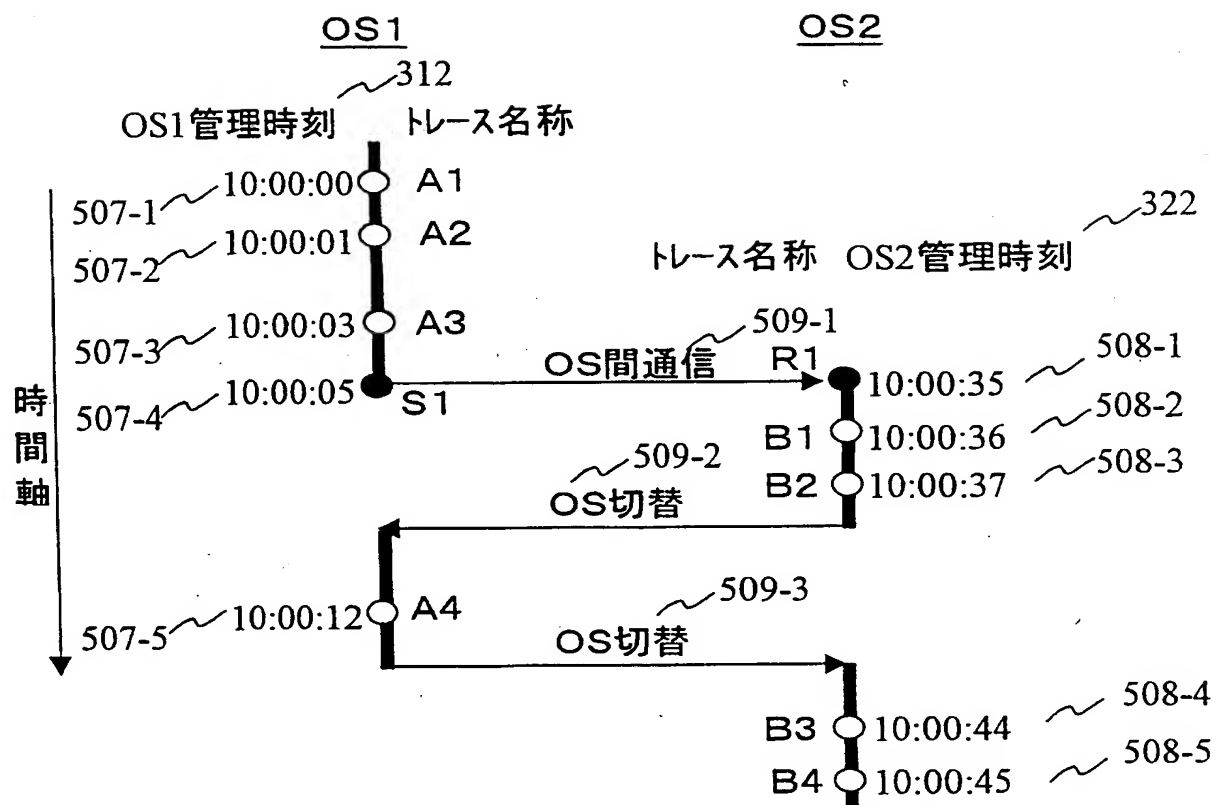 OS1 OS2
312
OS1管理時刻 トレース名称
507-1 10:00:00 A1
507-2 10:00:01 A2
322
トレース名称 OS2管理時刻
507-3 10:00:03 A3
509-1
OS間通信
R1 10:00:35 508-1
507-4 10:00:05 S1
時間軸
B1 10:00:36 508-2
509-2
B2 10:00:37 508-3
OS切替
509-3
507-5 10:00:12 A4
OS切替
B3 10:00:44 508-4
B4 10:00:45 508-5